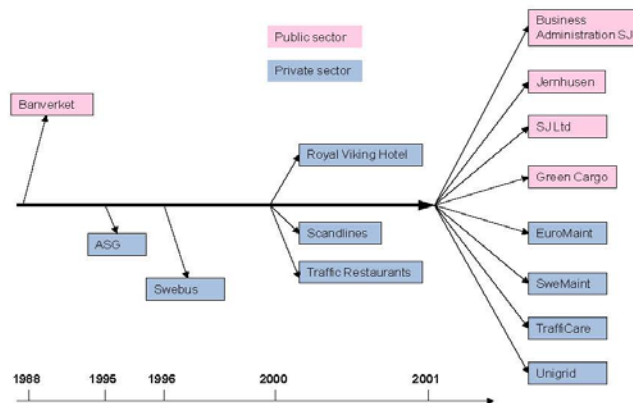 Business
Administration SJ
Public sector
Private sector
Jernhusen
Banverket
SJ Ltd
Royal Viking Hotel
Green Cargo
ASG
Scandlines
EuroMaint
Traffic Restaurants
Swebus
SweMaint
TraffiCare
Unigrid
1988
1995
1996
2000
2001